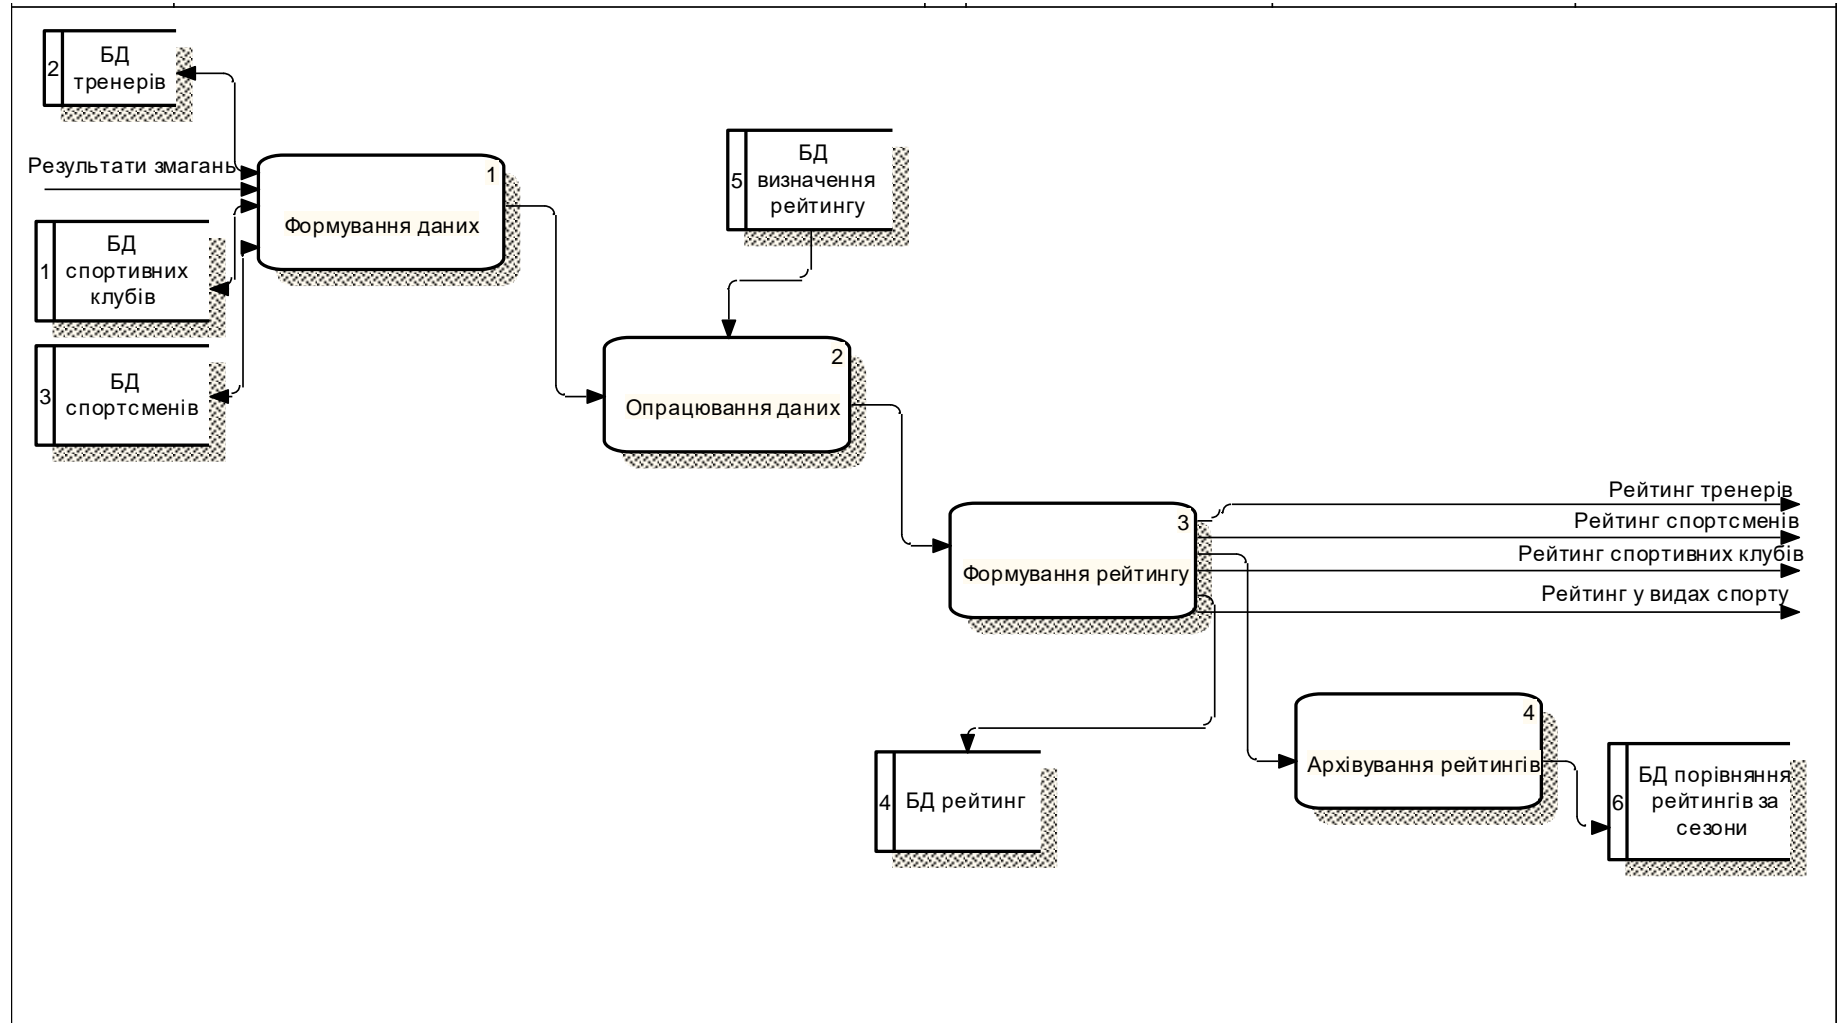 2
БД
тренерів
Результати змагань
1
Формування даних
1
БД
спортивних
клубів
3
БД
спортсменів
5
БД
визначення
рейтингу
2
Опрацювання даних
3
Формування рейтингу
Рейтинг тренерів
Рейтинг спортсменів
Рейтинг спортивних клубів
Рейтинг у видах спорту
4
БД рейтинг
4
Архівування рейтингів
6
БД порівняння
рейтингів за
сезони